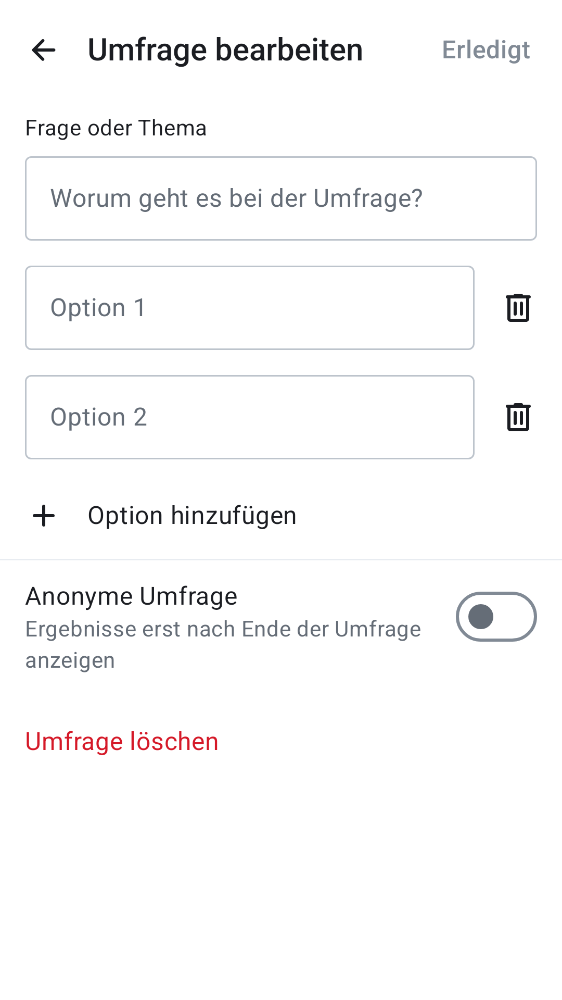 Umfrage bearbeiten
Erledigt
Frage oder Thema
Worum geht es bei der Umfrage?
Option 1
Option 2
Option hinzufügen
Anonyme Umfrage
Ergebnisse erst nach Ende der Umfrage
anzeigen
Umfrage löschen